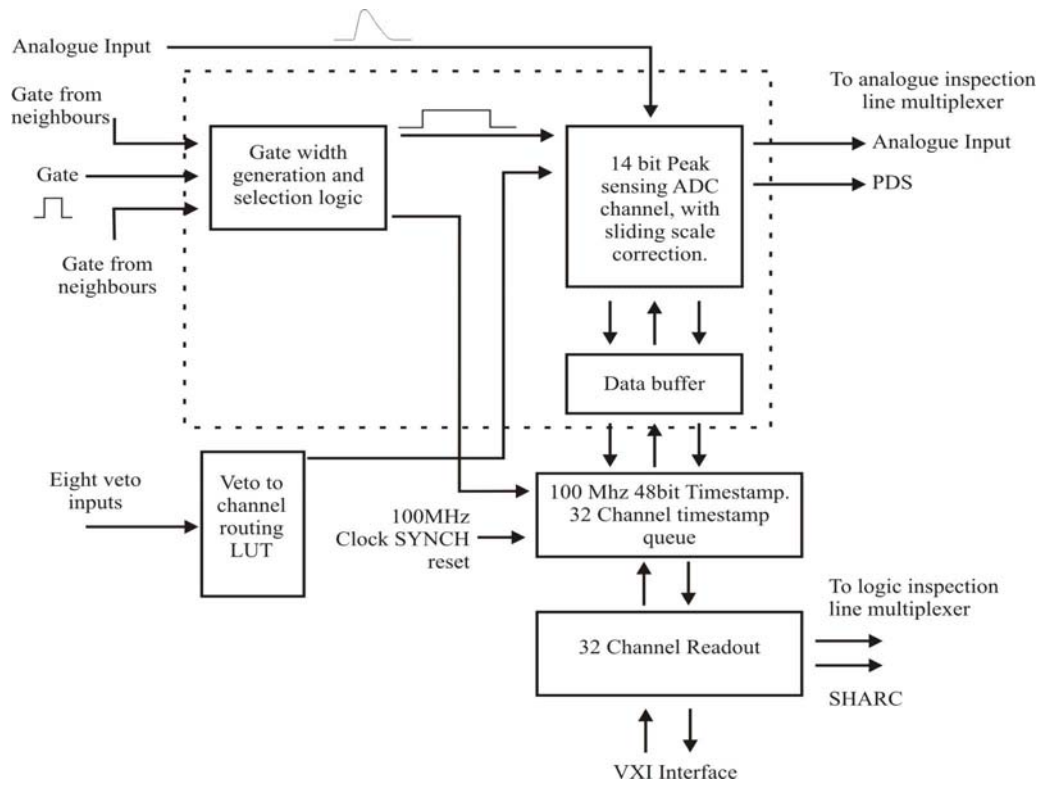 Analogue Input
Gate from
neighbours
Gate
Gate from
neighbours
Gate width
generation and
selection logic
14 bit Peak
sensing ADC
channel, with
sliding scale
correction.
To analogue inspection
line multiplexer
Analogue Input
PDS
Data buffer
Eight veto
inputs
Veto to
channel
routing
LUT
100MHz
Clock SYNCH
reset
100 Mhz 48bit Timestamp.
32 Channel timestamp
queue
32 Channel Readout
To logic inspection
line multiplexer
SHARC
VXI Interface